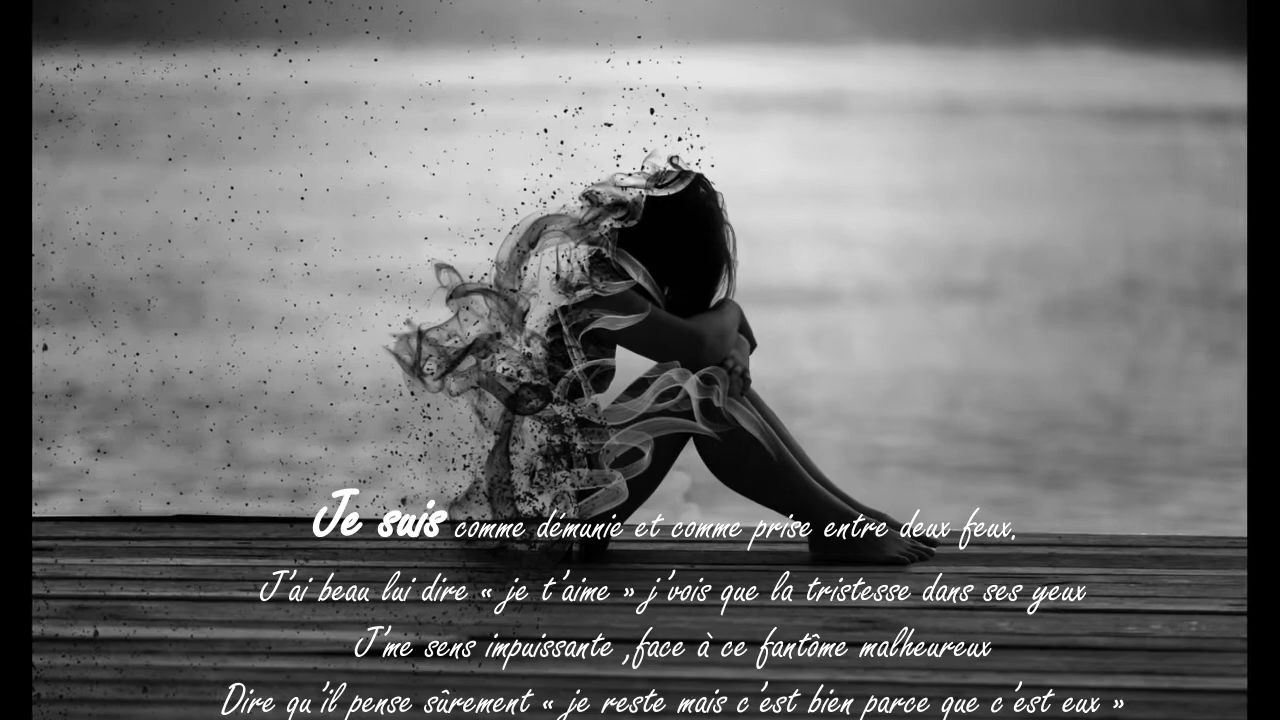 Je suis comme démunie et comme prise entre deux feux.
J'ai beau lui dire « je t'aime » j'vois que la tristesse dans ses yeux
J'me sens impuissante ,face à ce fantôme malheureux
Dire qu'il pense sûrement « je reste mais c'est bien parce que c'est eux »